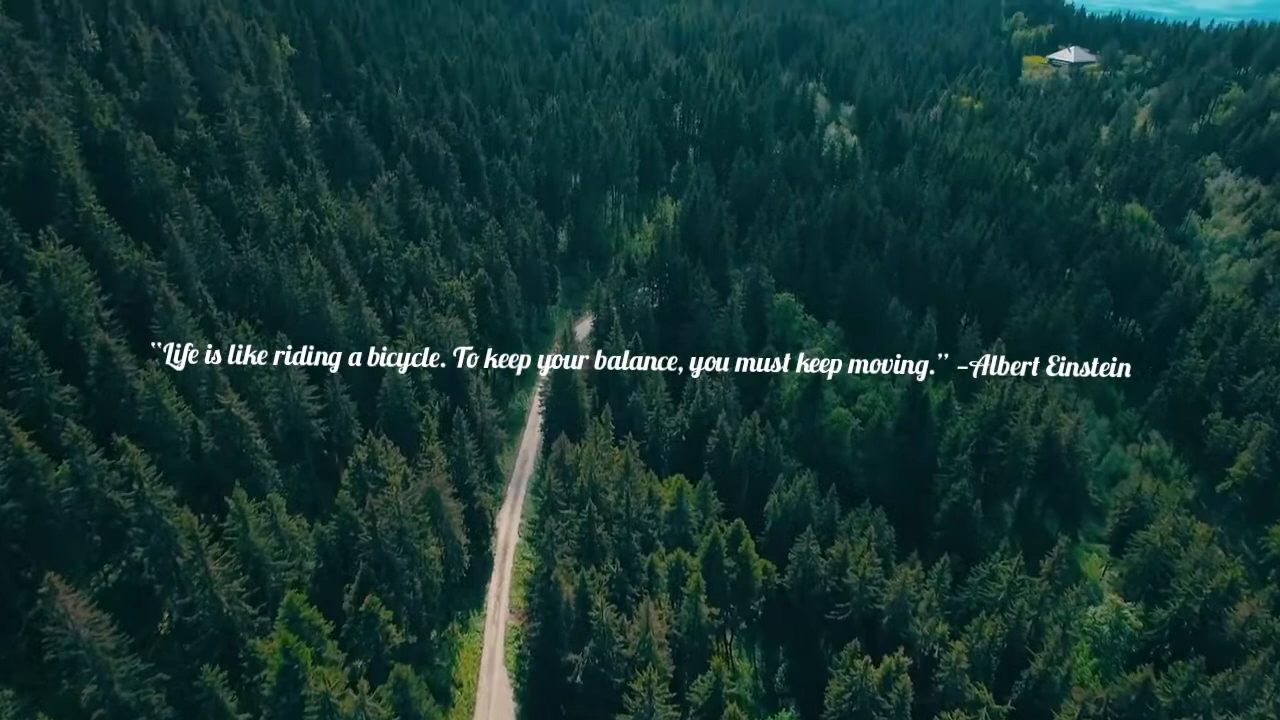 “Life is like riding a bicycle. To keep your balance, you must keep moving.” –Albert Einstein